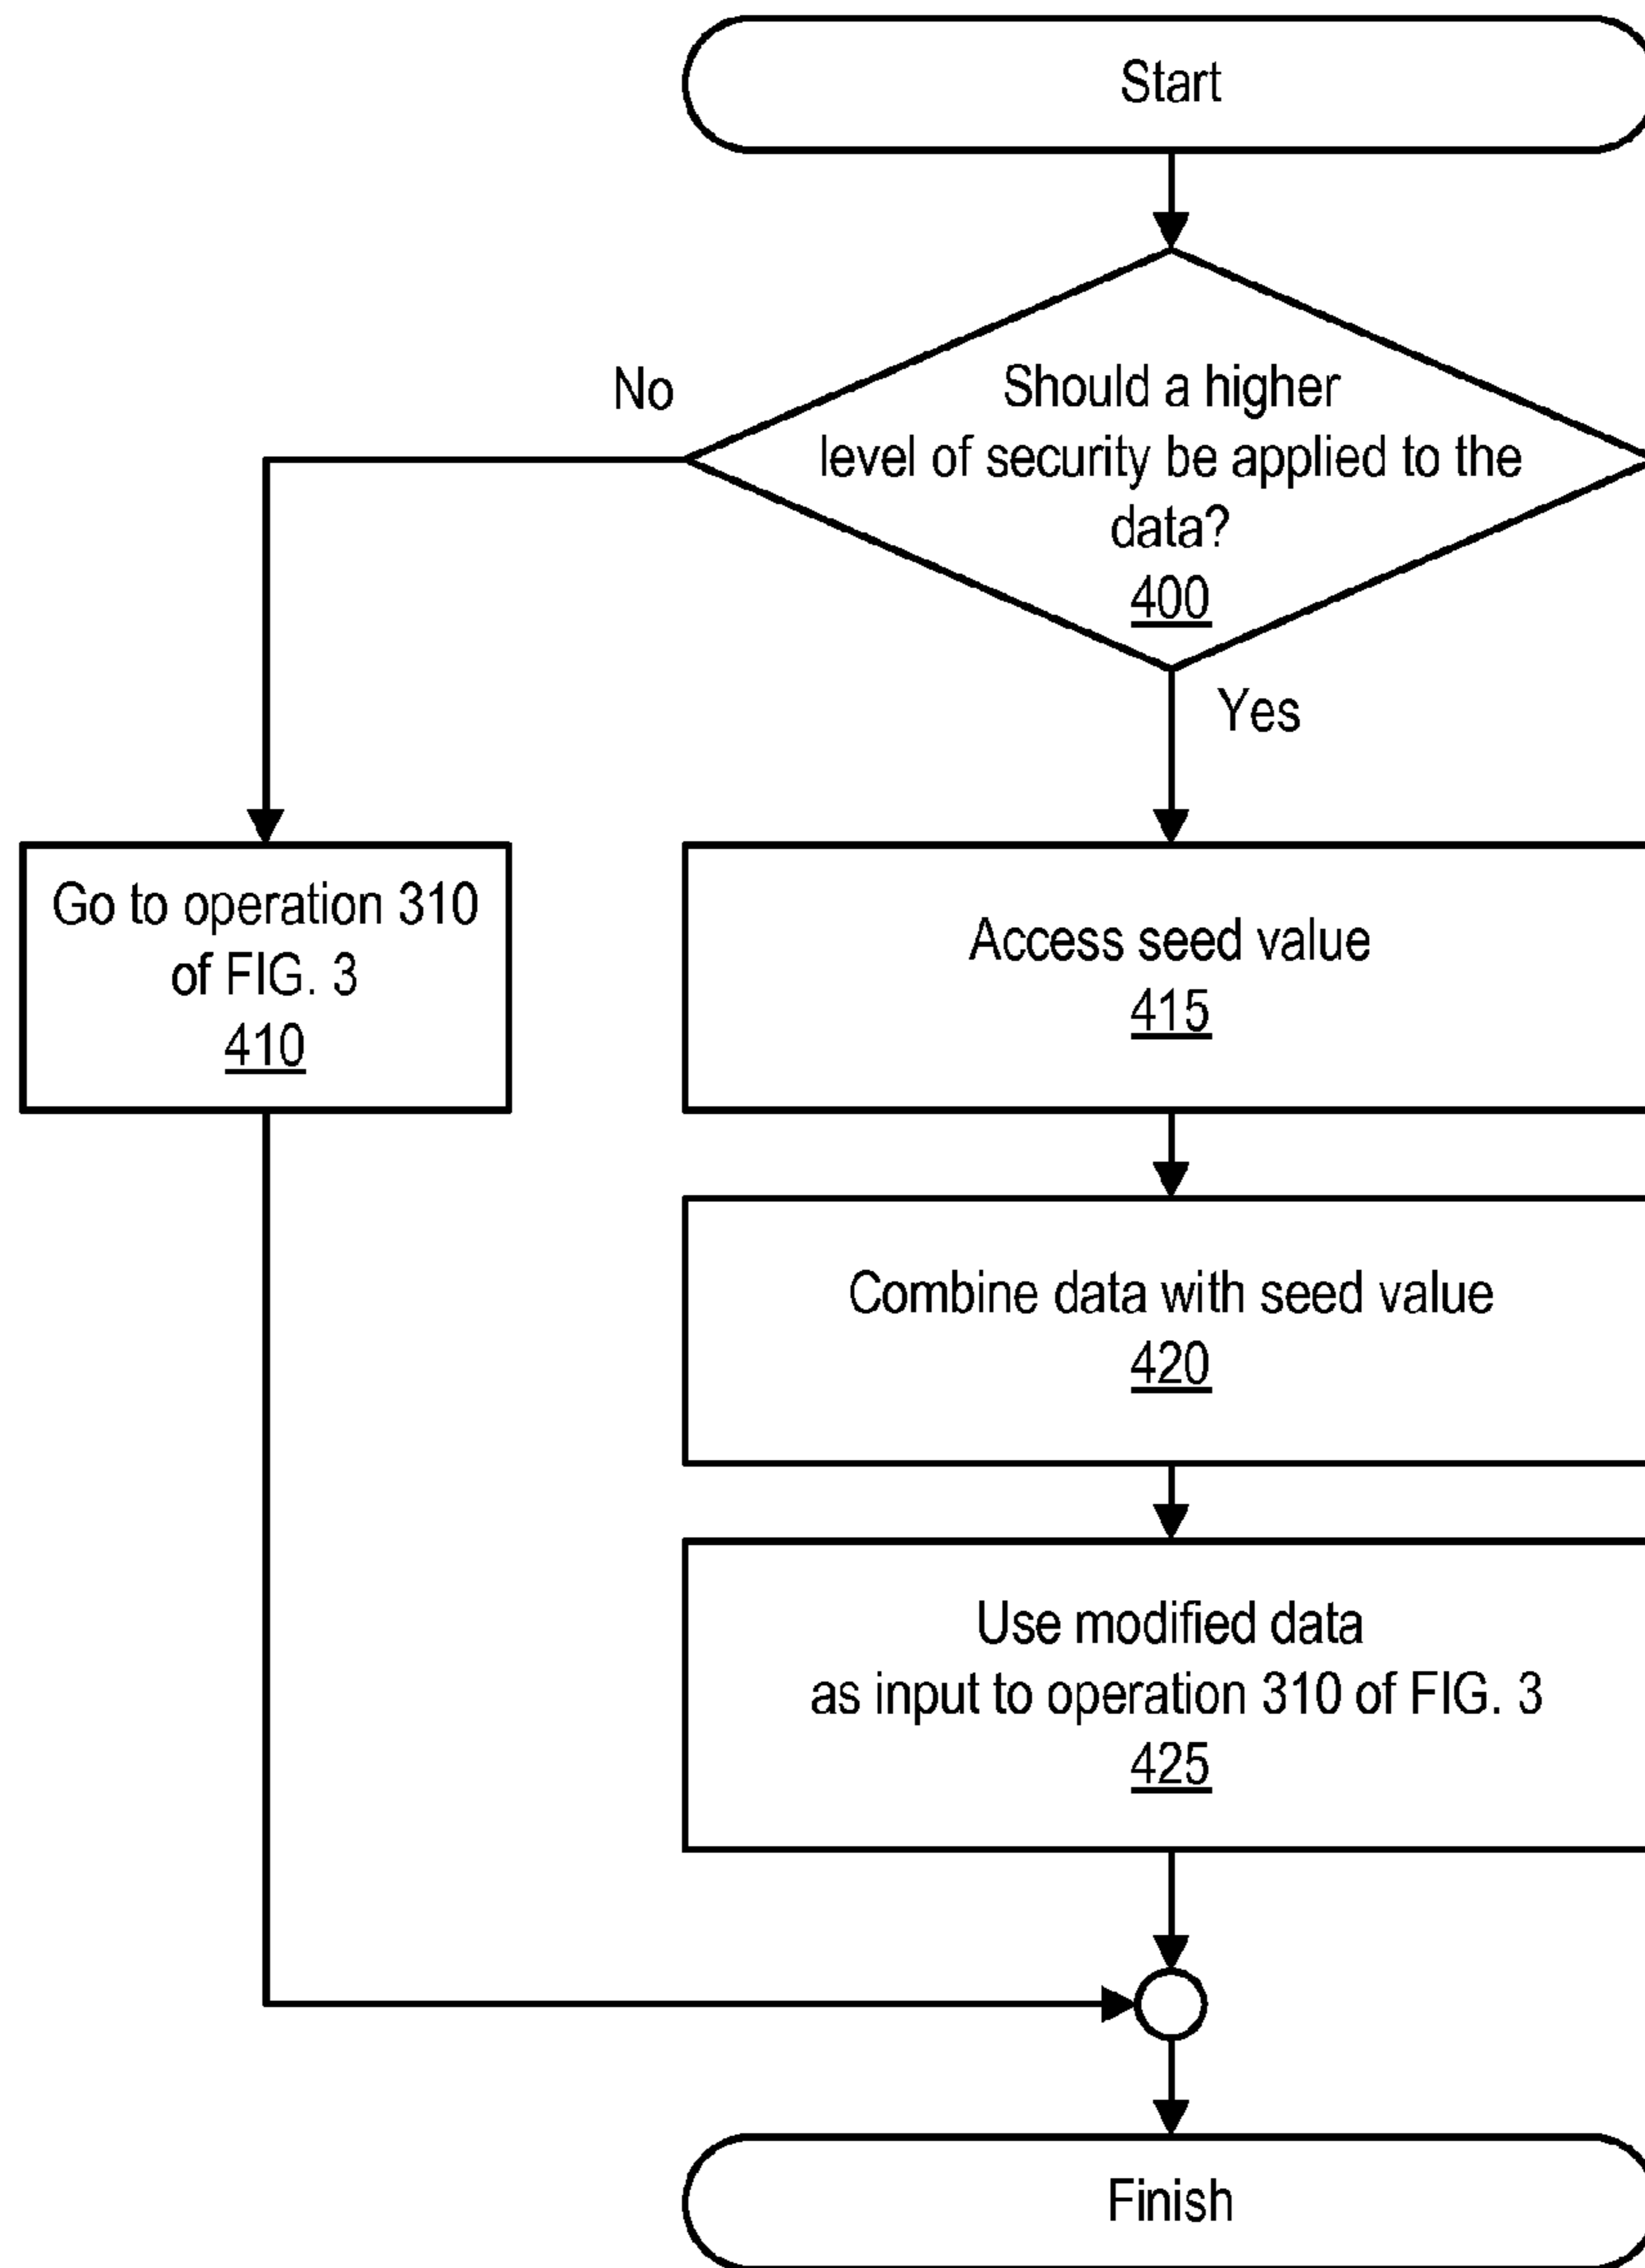 Start
No
Should a higher
level of security be applied to the
data?
400
Yes
Go to operation 310
of FIG. 3
410
Access seed value
415
Combine data with seed value
420
Use modified data
as input to operation 310 of FIG. 3
425
Finish